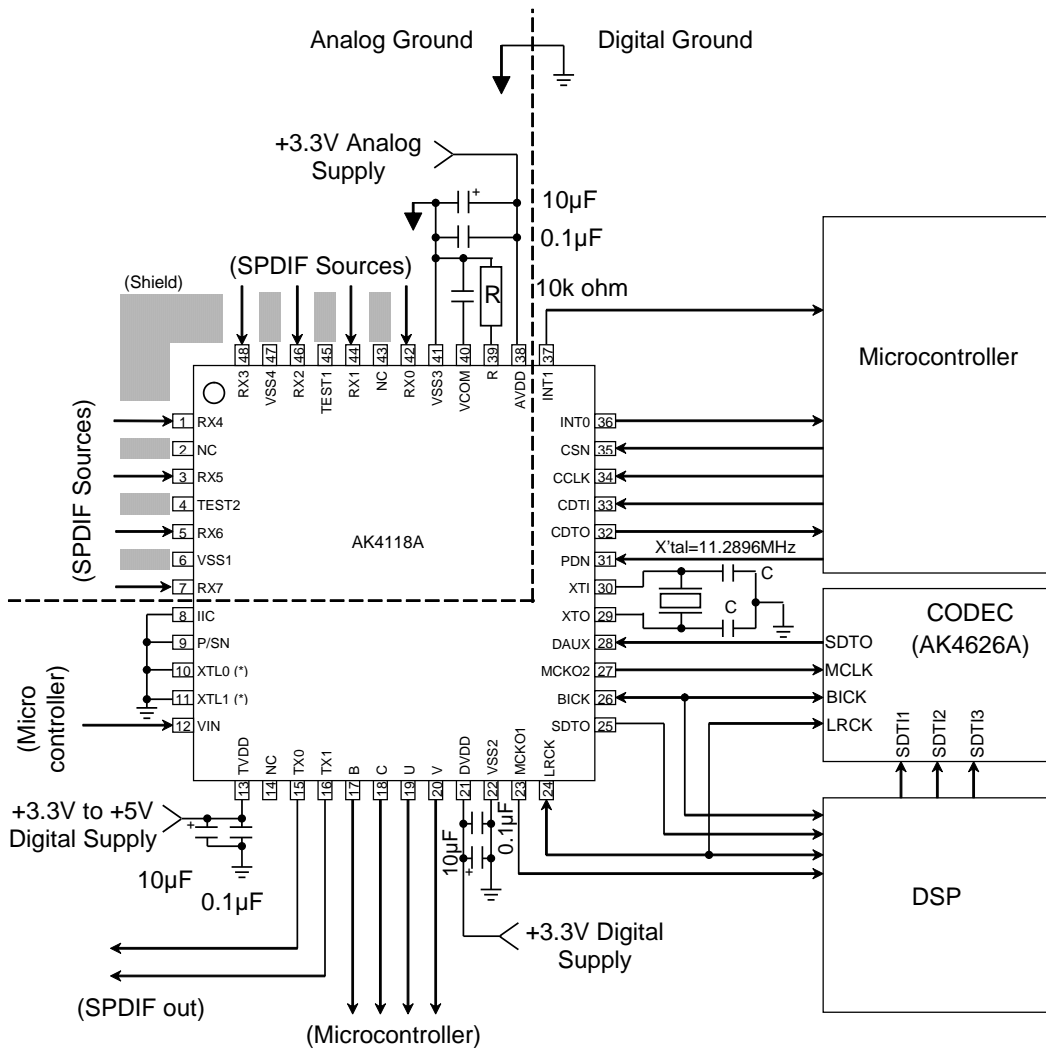 Analog Ground
Digital Ground
+3.3V Analog
Supply
+
10µF
0.1µF
(SPDIF Sources)
(Shield)
R
10k ohm
48
47
46
45
44
43
42
41
40
39
38
37
RX3
VSS4
RX2
TEST1
RX1
NC
RX0
VSS3
VCOM
R
AVDD
INT1
Microcontroller
(SPDIF Sources)
1 RX4
2 NC
3 RX5
4 TEST2
5 RX6
6 VSS1
7 RX7
8 IIC
9 P/SN
10 XTL0 (*)
11 XTL1 (*)
12 VIN
AK4118A
INT0 36
CSN 35
CCLK 34
CDTI 33
CDTO 32
PDN 31
XTI 30
XTO 29
DAUX 28
MCKO2 27
BICK 26
SDTO 25
X'tal=11.2896MHz
C
C
CODEC
(AK4626A)
SDTO
MCLK
BICK
LRCK
SDTI1
SDTI2
SDTI3
(Micro
controller)
TVDD
NC
TX0
TX1
B
C
U
V
DVDD
VSS2
MCKO1
LRCK
13
14
15
16
17
18
19
20
21
22
23
24
+3.3V to +5V
Digital Supply
+
10µF
0.1µF
10µF
0.1µF
+
DSP
+3.3V Digital
Supply
(SPDIF out)
(Microcontroller)